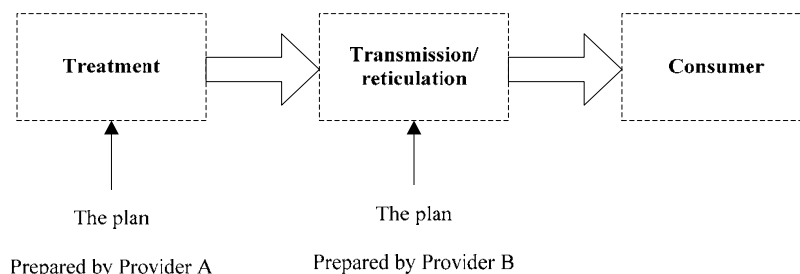 Treatment
Transmission/
reticulation
Consumer
The plan
Prepared by Provider A
The plan
Prepared by Provider B